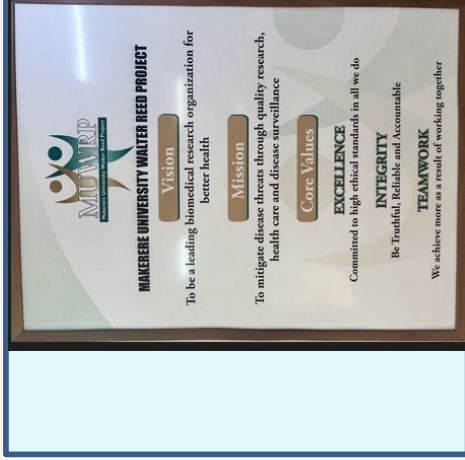 MUWRP
Makerere University Walter Reed Project
MAKERERE UNIVERSITY WALTER REED PROJECT
Vision
To be a leading biomedical research organization for
better health
Mission
To mitigate disease threats through quality research,
health care and disease surveillance
Core Values
EXCELLENCE
Committed to high ethical standards in all we do
INTEGRITY
Be Truthful, Reliable and Accountable
TEAMWORK
We achieve more as a result of working together